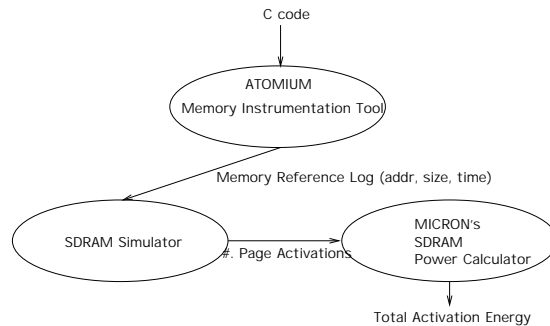 C code
ATOMIUM
Memory Instrumentation Tool
Memory Reference Log (addr, size, time)
SDRAM Simulator
#. Page Activations
MICRON's
SDRAM
Power Calculator
Total Activation Energy